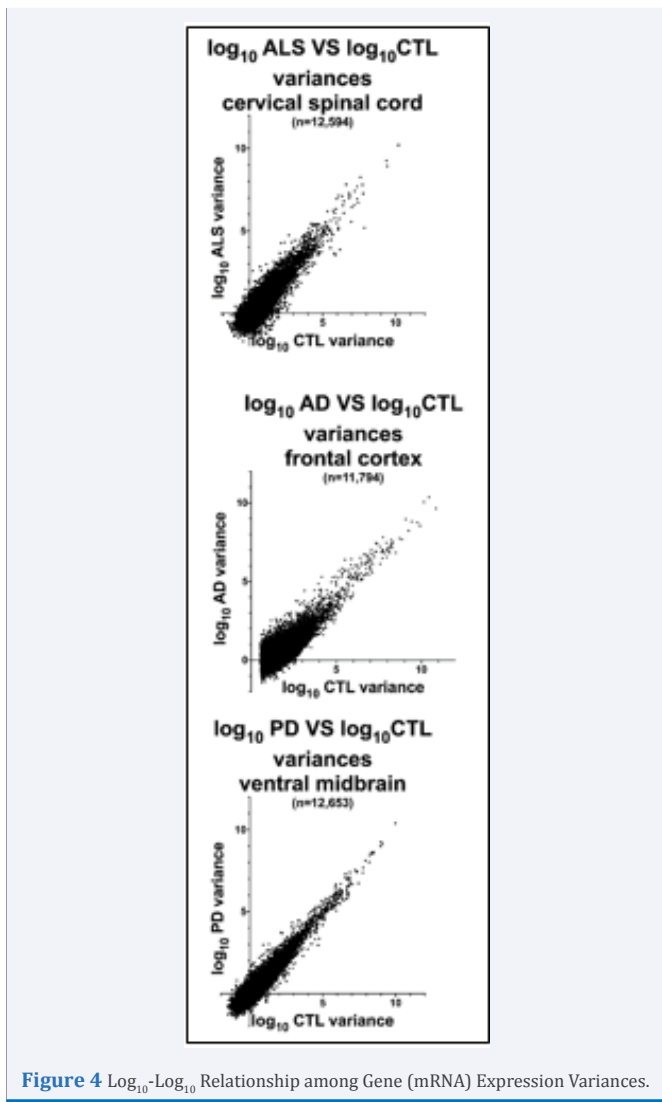 log₁₀ ALS VS log₁₀CTL
variances
cervical spinal cord
(n=12,594)
10
5
log₁₀ ALS variance
5
10
log₁₀ CTL variance
log₁₀ AD VS log₁₀CTL
variances
frontal cortex
(n=11,794)
10
5
0
log₁₀ AD variance
5
10
log₁₀ CTL variance
log₁₀ PD VS log₁₀CTL
variances
ventral midbrain
(n=12,653)
10
5
log₁₀ PD variance
5
10
log₁₀ CTL variance
Figure 4 Log₁₀-Log₁₀ Relationship among Gene (mRNA) Expression Variances.